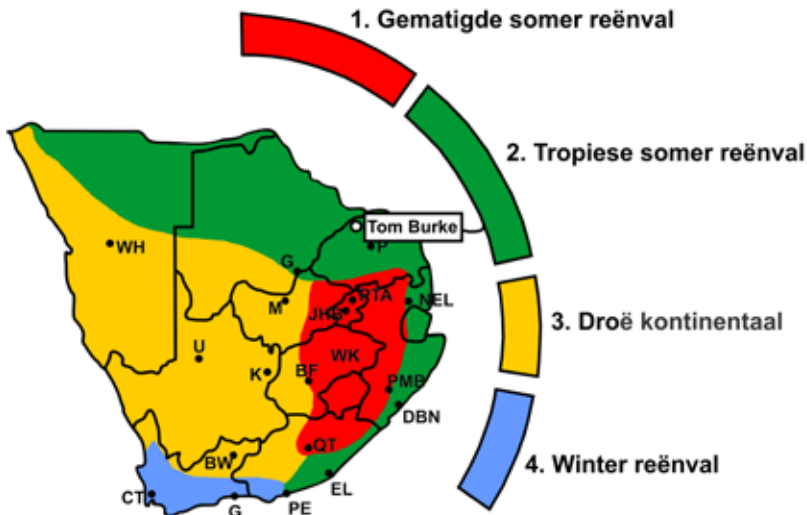 1. Gematigde somer reënval
2. Tropiese somer reënval
Tom Burke
P
WH
G
M
PTA
JHB
NEL
3. Droë kontinentaal
U
K
BF
WK
PMB
DBN
QT
BW
4. Winter reënval
EL
CT
G
PE